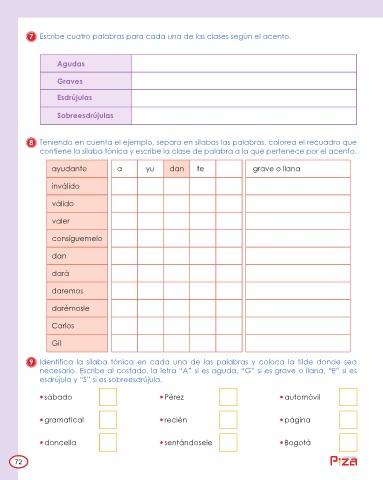 7 Escribe cuatro palabras para cada una de las clases según el acento.
Agudas
Graves
Esdrújulas
Sobreesdrújulas
8 Teniendo en cuenta el ejemplo, separa en sílabas las palabras, colorea el recuadro que
contiene la sílaba tónica y escribe la clase de palabra a la que pertenece por el acento.
ayudante a yu dan te grave o llana
inválido
válido
valer
consíguemelo
dan
dará
daremos
darémosle
Carlos
Gil
9 Identifica la sílaba tónica en cada una de las palabras y coloca la tilde donde sea
necesario. Escribe al costado, la letra "A" si es aguda, "G" si es grave o llana, "E" si es
esdrújula y "S" si es sobreesdrújula.
• sábado • Pérez • automóvil
• gramatical • recién • página
• doncella • sentándosele • Bogotá
72